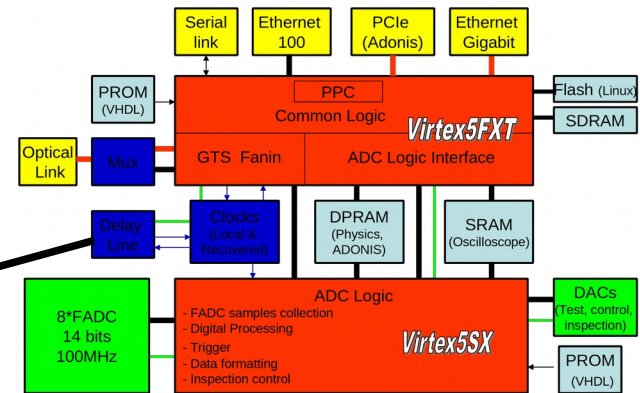 Serial
link
Ethernet
100
PCIe
(Adonis)
Ethernet
Gigabit
PROM
(VHDL)
PPC
Common Logic
Virtex5FXT
Flash (Linux)
SDRAM
Optical
Link
Mux
GTS Fanin
ADC Logic Interface
Delay
Line
Clocks
(Local &
Recovered)
DPRAM
(Physics,
ADONIS)
SRAM
(Oscilloscope)
8*FADC
14 bits
100MHz
ADC Logic
- FADC samples collection
- Digital Processing
- Trigger
- Data formatting
- Inspection control
Virtex5SX
DACs
(Test, control,
inspection)
PROM
(VHDL)